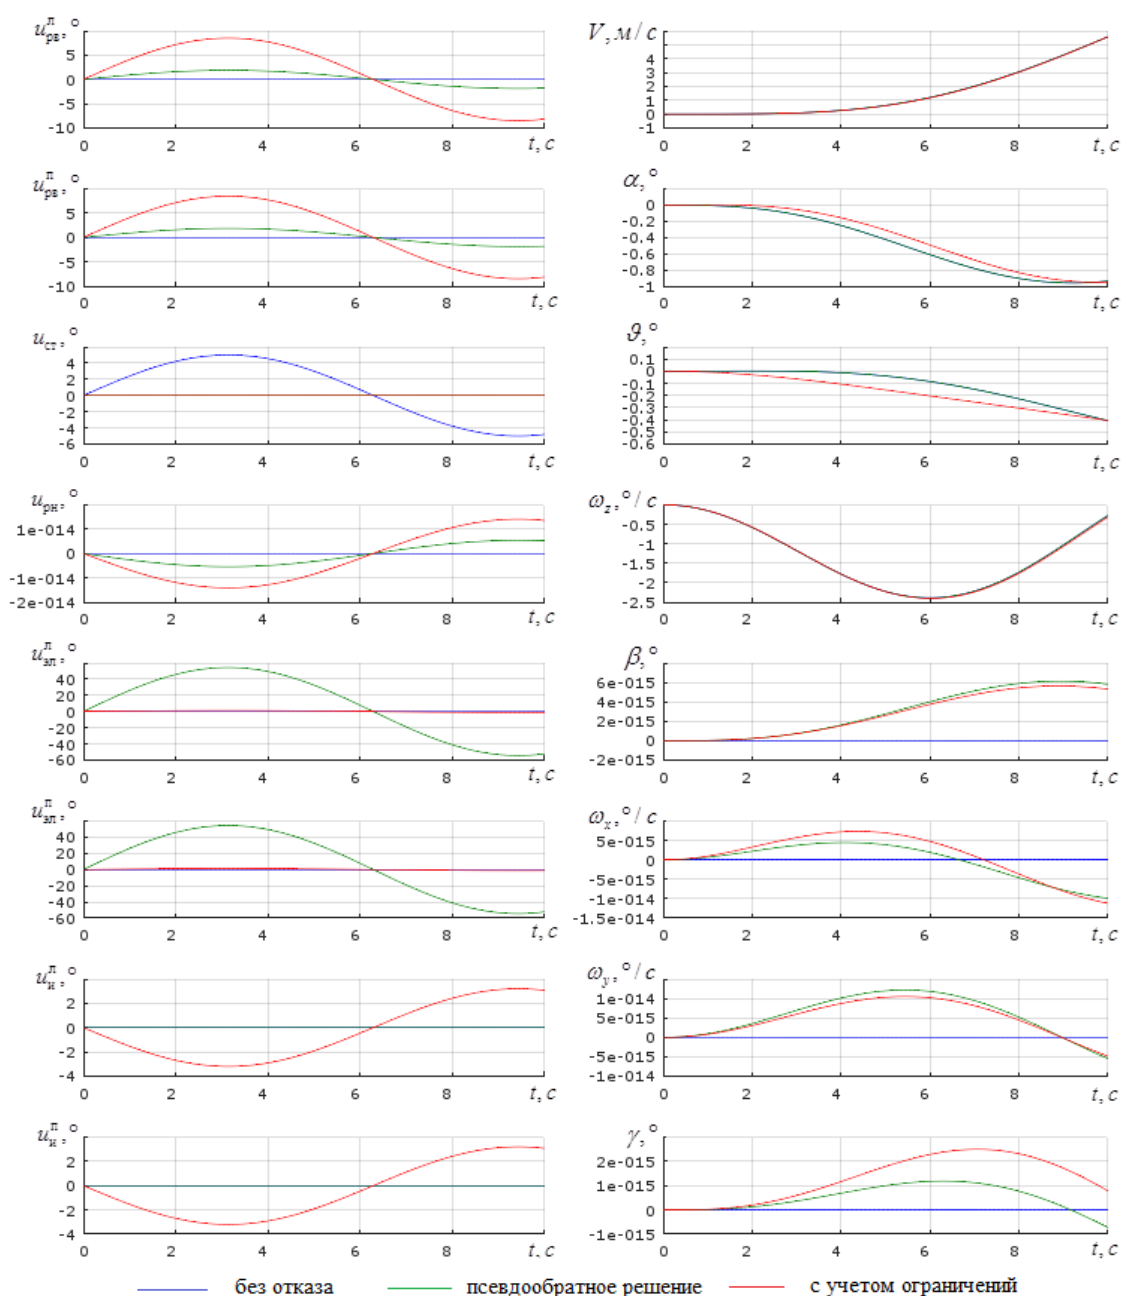 u_рв^л, °
5
0
-5
-10
0 2 4 6 8 t, с
V, м / с
4
3
2
1
0
-1
0 2 4 6 8 t, с
u_рв^п, °
5
0
-5
-10
0 2 4 6 8 t, с
α, °
0
-0.2
-0.4
-0.6
-0.8
-1
0 2 4 6 8 t, с
u_ст, °
4
2
0
-2
-4
-6
0 2 4 6 8 t, с
ϑ, °
0.1
0
-0.1
-0.2
-0.3
-0.4
-0.5
-0.6
0 2 4 6 8 t, с
u_рн, °
1e-014
0
-1e-014
-2e-014
0 2 4 6 8 t, с
ω_z, ° / с
-0.5
-1
-1.5
-2
-2.5
0 2 4 6 8 t, с
u_эл^л, °
40
20
0
-20
-40
-60
0 2 4 6 8 t, с
β, °
6e-015
4e-015
2e-015
0
-2e-015
0 2 4 6 8 t, с
u_эл^п, °
40
20
0
-20
-40
-60
0 2 4 6 8 t, с
ω_x, ° / с
5e-015
0
-5e-015
-1e-014
-1.5e-014
0 2 4 6 8 t, с
u_и^л, °
2
0
-2
-4
0 2 4 6 8 t, с
ω_y, ° / с
1e-014
5e-015
0
-5e-015
-1e-014
0 2 4 6 8 t, с
u_и^п, °
2
0
-2
-4
0 2 4 6 8 t, с
γ, °
2e-015
1e-015
0
-1e-015
0 2 4 6 8 t, с
без отказа псевдообратное решение с учетом ограничений